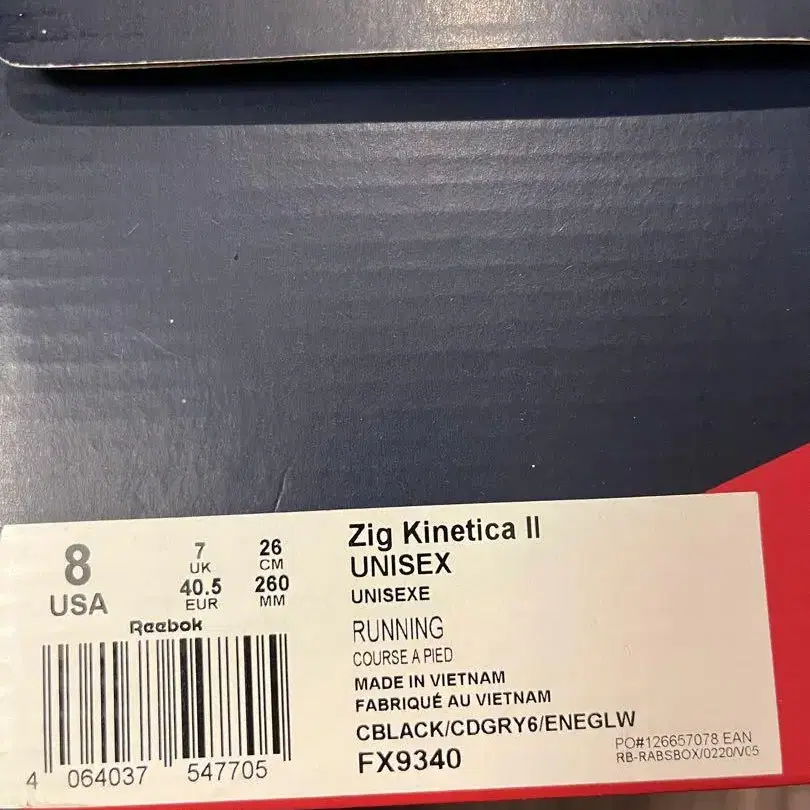 8
USA
7
UK
40.5
EUR
26
CM
260
MM
Reebok
4 064037 547705
Zig Kinetica II
UNISEX
UNISEXE
RUNNING
COURSE A PIED
MADE IN VIETNAM
FABRIQUÉ AU VIETNAM
CBLACK/CDGRY6/ENEGLW
FX9340
PO#126657078 EAN
RB-RABSBOX/0220/V05